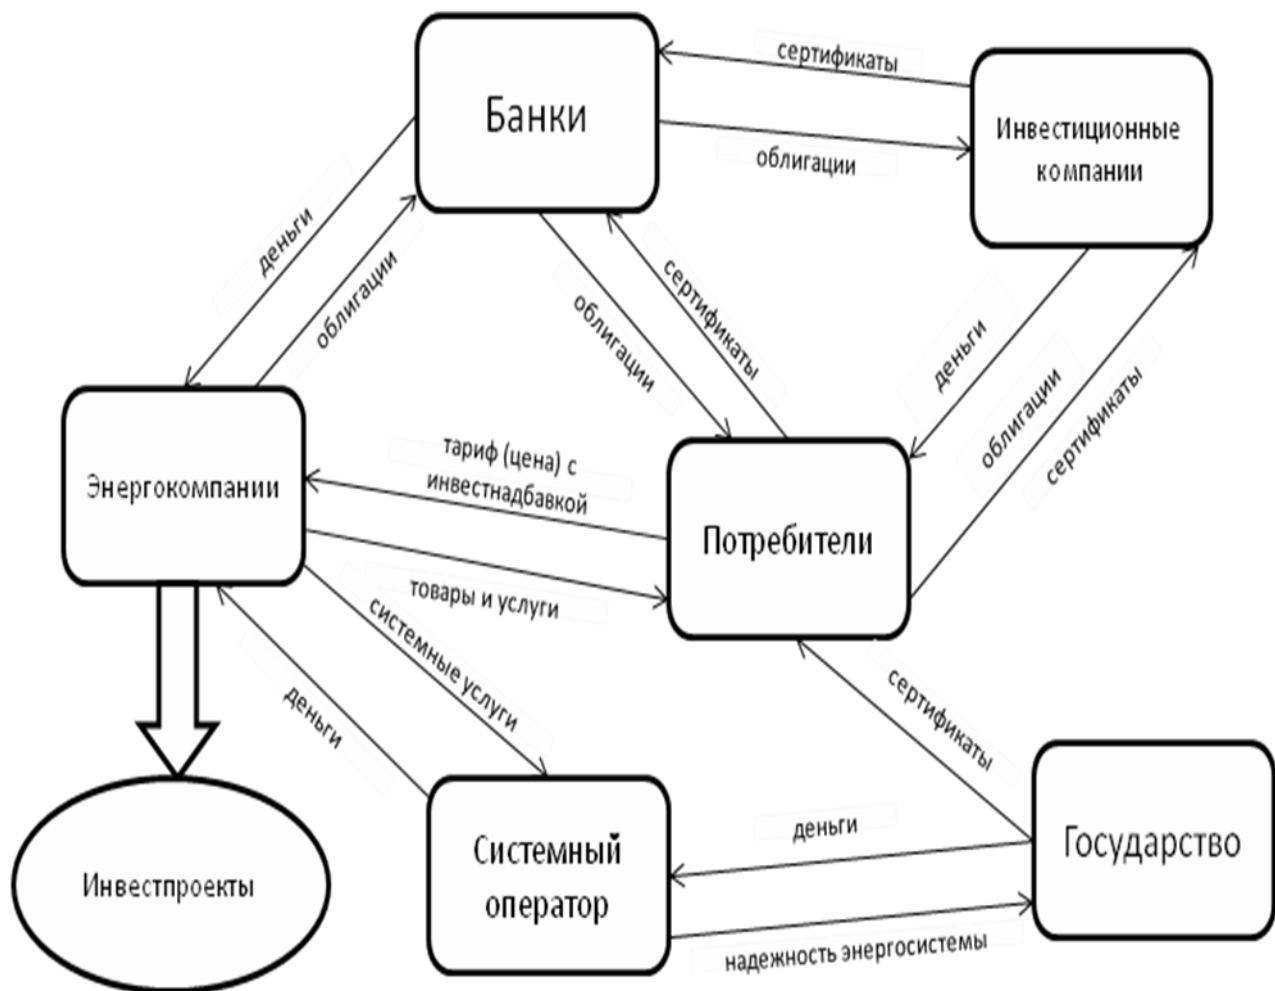 сертификаты
Банки
Инвестиционные
компании
облигации
деньги
облигации
сертификаты
облигации
деньги
облигации
сертификаты
тариф (цена) с
инвестнадбавкой
Энергокомпании
Потребители
товары и услуги
системные услуги
деньги
сертификаты
деньги
Государство
Системный
оператор
Инвестпроекты
надежность энергосистемы